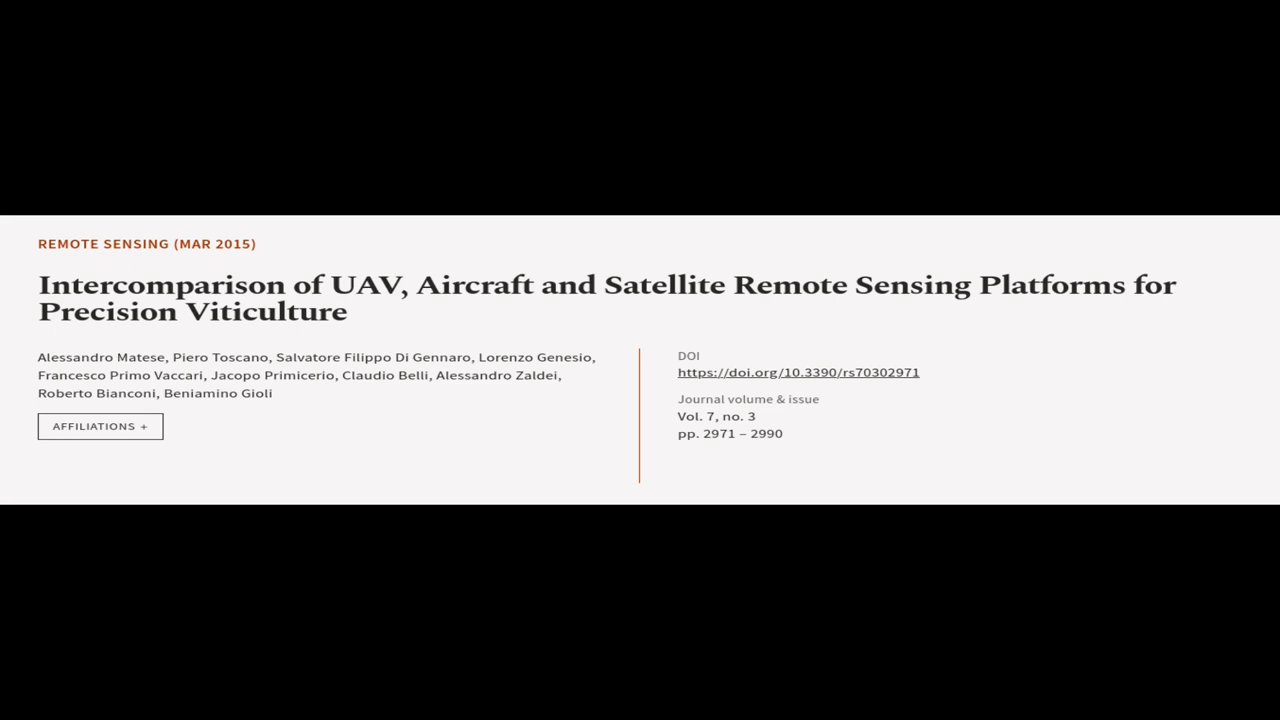 REMOTE SENSING (MAR 2015)
Intercomparison of UAV, Aircraft and Satellite Remote Sensing Platforms for
Precision Viticulture
Alessandro Matese, Piero Toscano, Salvatore Filippo Di Gennaro, Lorenzo Genesio,
Francesco Primo Vaccari, Jacopo Primicerio, Claudio Belli, Alessandro Zaldei,
Roberto Bianconi, Beniamino Gioli
AFFILIATIONS +
DOI
https://doi.org/10.3390/rs70302971
Journal volume & issue
Vol. 7, no. 3
pp. 2971 – 2990